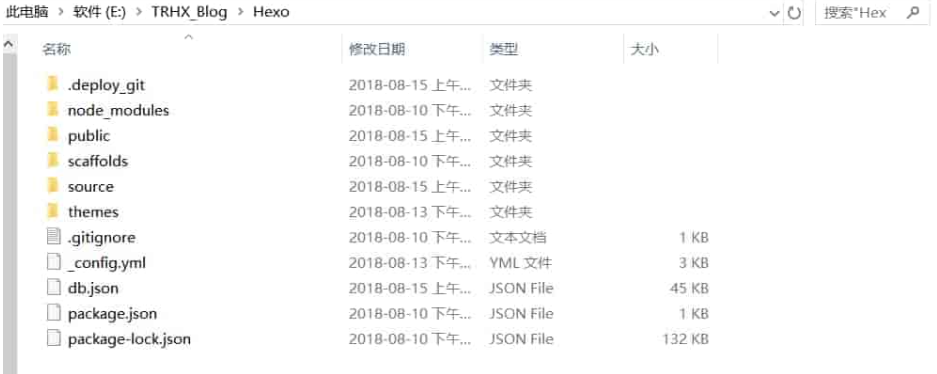 此电脑 > 软件 (E:) > TRHX_Blog > Hexo 搜索"Hex
名称 修改日期 类型 大小
.deploy_git 2018-08-15 上午... 文件夹
node_modules 2018-08-10 下午... 文件夹
public 2018-08-15 上午... 文件夹
scaffolds 2018-08-10 下午... 文件夹
source 2018-08-15 上午... 文件夹
themes 2018-08-13 下午... 文件夹
.gitignore 2018-08-10 下午... 文本文档 1 KB
_config.yml 2018-08-13 下午... YML 文件 3 KB
db.json 2018-08-15 上午... JSON File 45 KB
package.json 2018-08-10 下午... JSON File 1 KB
package-lock.json 2018-08-10 下午... JSON File 132 KB